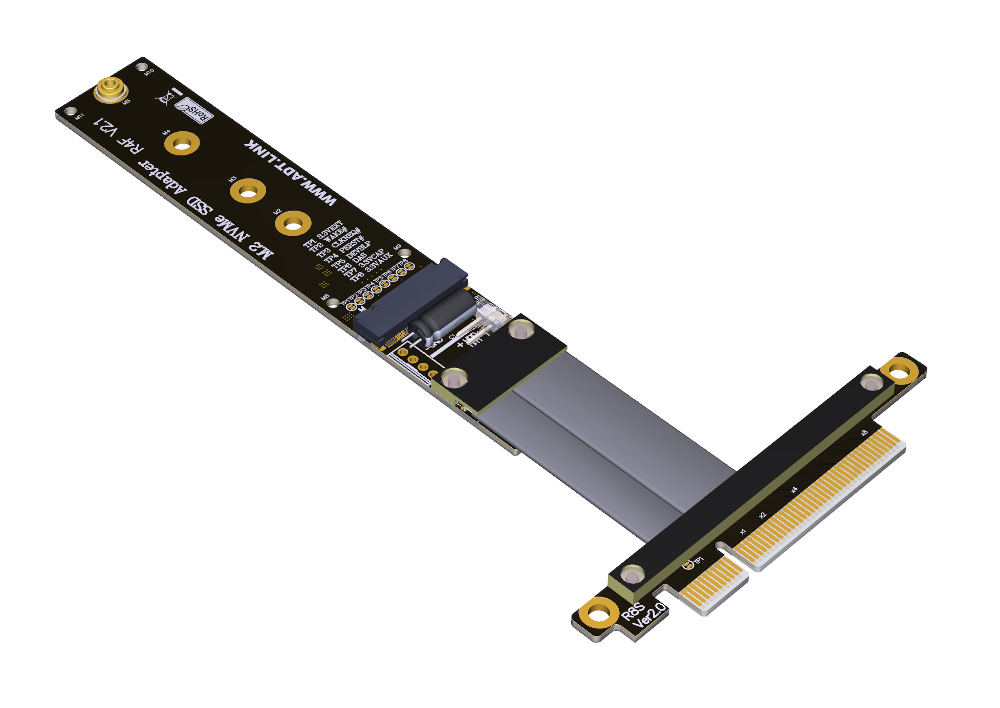 M10
M5
M11
RoHS
M4
R4F V2.1
M.2 NVMe SSD Adapter
WWW.ADT.LINK
M3
M2
TP1 3.3VEXT
TP2 WAKE#
TP3 CLKREQ#
TP4 PERST#
TP5 DEVSLP
TP6 DAS
TP7 3.3VCAP
TP8 3.3VAUX
M9
M8
TP1 TP2 TP3 TP4 TP5 TP6 TP7 TP8
M
R1
C1
GND
+ HDD
x8
x4
x2
x1
TP1
R8S
Ver2.0